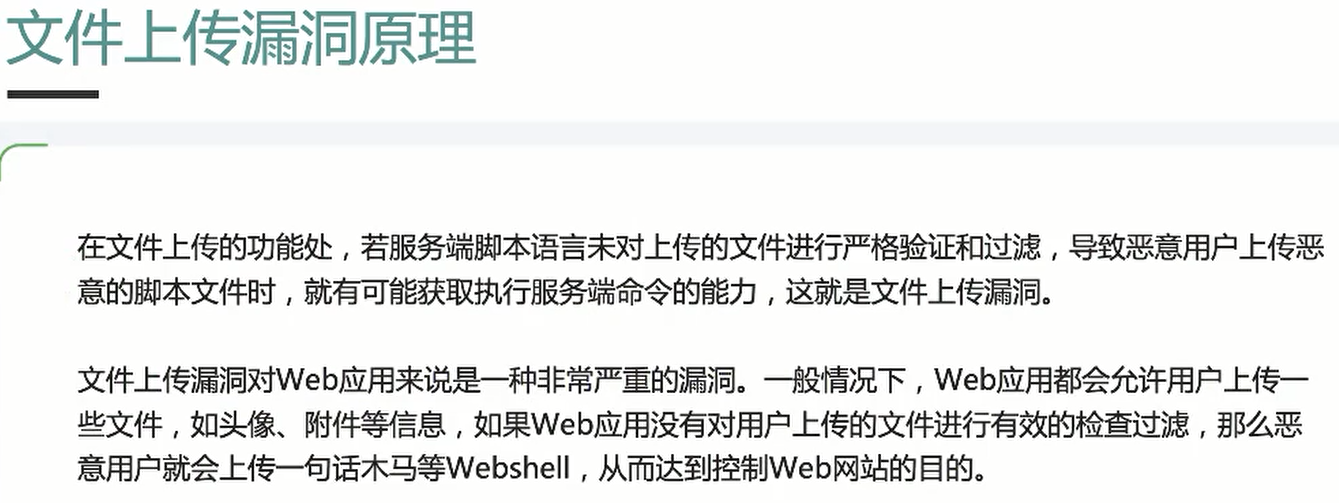 文件上传漏洞原理
在文件上传的功能处，若服务端脚本语言未对上传的文件进行严格验证和过滤，导致恶意用户上传恶
意的脚本文件时，就有可能获取执行服务端命令的能力，这就是文件上传漏洞。
文件上传漏洞对Web应用来说是一种非常严重的漏洞。一般情况下，Web应用都会允许用户上传一
些文件，如头像、附件等信息，如果Web应用没有对用户上传的文件进行有效的检查过滤，那么恶
意用户就会上传一句话木马等Webshell，从而达到控制Web网站的目的。